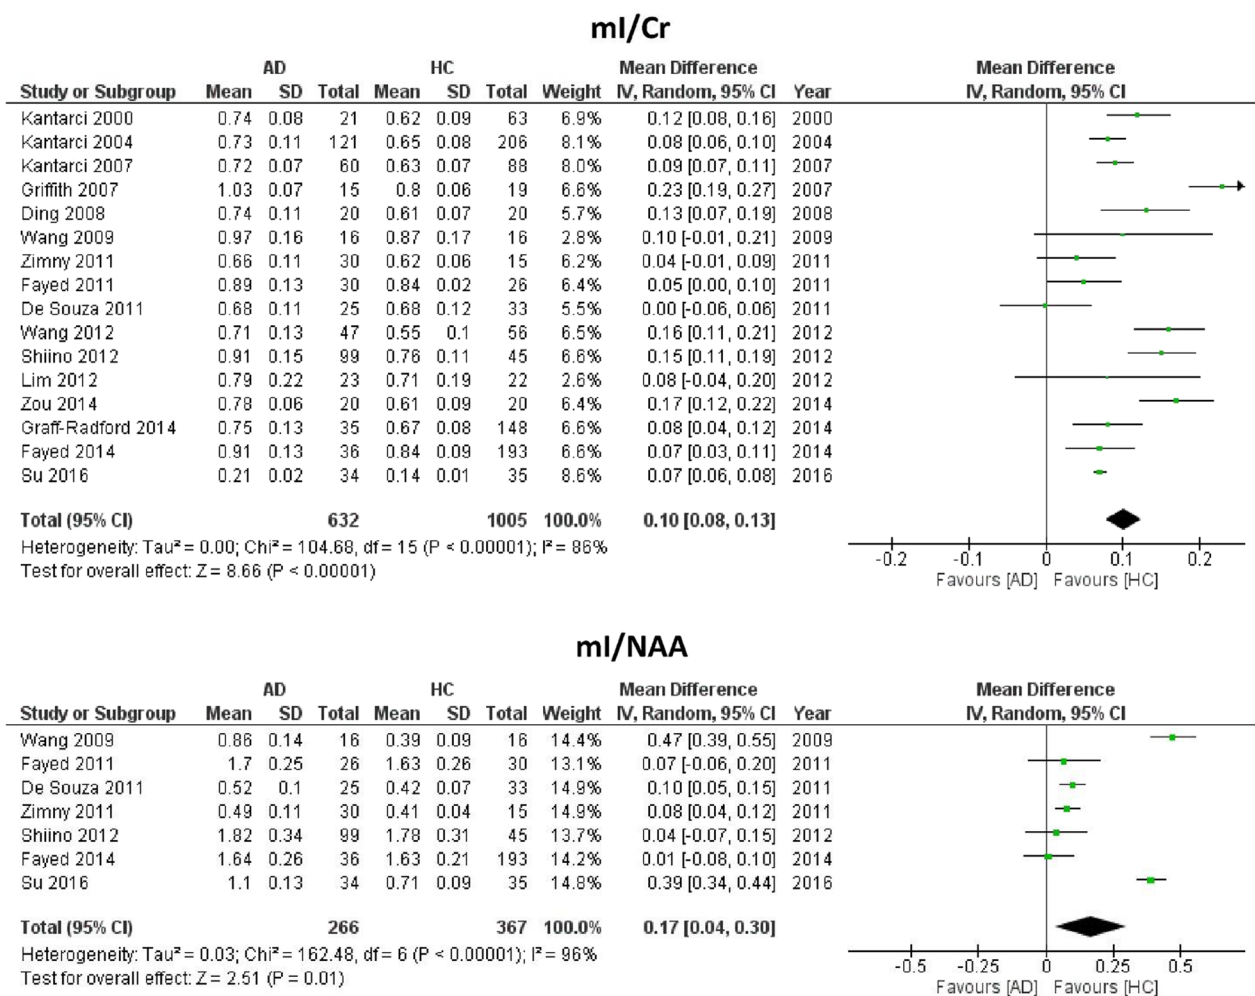 mI/Cr
AD HC Mean Difference Mean Difference
Study or Subgroup Mean SD Total Mean SD Total Weight IV, Random, 95% CI Year IV, Random, 95% CI
Kantarci 2000 0.74 0.08 21 0.62 0.09 63 6.9% 0.12 [0.08, 0.16] 2000
Kantarci 2004 0.73 0.11 121 0.65 0.08 206 8.1% 0.08 [0.06, 0.10] 2004
Kantarci 2007 0.72 0.07 60 0.63 0.07 88 8.0% 0.09 [0.07, 0.11] 2007
Griffith 2007 1.03 0.07 15 0.8 0.06 19 6.6% 0.23 [0.19, 0.27] 2007
Ding 2008 0.74 0.11 20 0.61 0.07 20 5.7% 0.13 [0.07, 0.19] 2008
Wang 2009 0.97 0.16 16 0.87 0.17 16 2.8% 0.10 [-0.01, 0.21] 2009
Zimny 2011 0.66 0.11 30 0.62 0.06 15 6.2% 0.04 [-0.01, 0.09] 2011
Fayed 2011 0.89 0.13 30 0.84 0.02 26 6.4% 0.05 [0.00, 0.10] 2011
De Souza 2011 0.68 0.11 25 0.68 0.12 33 5.5% 0.00 [-0.06, 0.06] 2011
Wang 2012 0.71 0.13 47 0.55 0.1 56 6.5% 0.16 [0.11, 0.21] 2012
Shiino 2012 0.91 0.15 99 0.76 0.11 45 6.6% 0.15 [0.11, 0.19] 2012
Lim 2012 0.79 0.22 23 0.71 0.19 22 2.6% 0.08 [-0.04, 0.20] 2012
Zou 2014 0.78 0.06 20 0.61 0.09 20 6.4% 0.17 [0.12, 0.22] 2014
Graff-Radford 2014 0.75 0.13 35 0.67 0.08 148 6.6% 0.08 [0.04, 0.12] 2014
Fayed 2014 0.91 0.13 36 0.84 0.09 193 6.6% 0.07 [0.03, 0.11] 2014
Su 2016 0.21 0.02 34 0.14 0.01 35 8.6% 0.07 [0.06, 0.08] 2016
Total (95% CI) 632 1005 100.0% 0.10 [0.08, 0.13]
Heterogeneity: Tau² = 0.00; Chi² = 104.68, df = 15 (P < 0.00001); I² = 86%
Test for overall effect: Z = 8.66 (P < 0.00001)
-0.2 -0.1 0 0.1 0.2
Favours [AD] Favours [HC]
mI/NAA
AD HC Mean Difference Mean Difference
Study or Subgroup Mean SD Total Mean SD Total Weight IV, Random, 95% CI Year IV, Random, 95% CI
Wang 2009 0.86 0.14 16 0.39 0.09 16 14.4% 0.47 [0.39, 0.55] 2009
Fayed 2011 1.7 0.25 26 1.63 0.26 30 13.1% 0.07 [-0.06, 0.20] 2011
De Souza 2011 0.52 0.1 25 0.42 0.07 33 14.9% 0.10 [0.05, 0.15] 2011
Zimny 2011 0.49 0.11 30 0.41 0.04 15 14.9% 0.08 [0.04, 0.12] 2011
Shiino 2012 1.82 0.34 99 1.78 0.31 45 13.7% 0.04 [-0.07, 0.15] 2012
Fayed 2014 1.64 0.26 36 1.63 0.21 193 14.2% 0.01 [-0.08, 0.10] 2014
Su 2016 1.1 0.13 34 0.71 0.09 35 14.8% 0.39 [0.34, 0.44] 2016
Total (95% CI) 266 367 100.0% 0.17 [0.04, 0.30]
Heterogeneity: Tau² = 0.03; Chi² = 162.48, df = 6 (P < 0.00001); I² = 96%
Test for overall effect: Z = 2.51 (P = 0.01)
-0.5 -0.25 0 0.25 0.5
Favours [AD] Favours [HC]